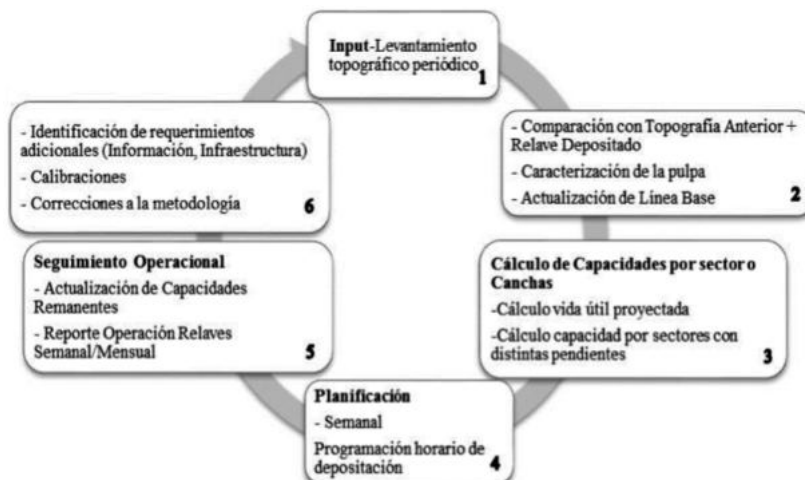 Input-Levantamiento
topográfico periódico
1
- Comparación con Topografía Anterior +
Relave Depositado
- Caracterización de la pulpa
- Actualización de Línea Base
2
Cálculo de Capacidades por sector o
Canchas
-Cálculo vida útil proyectada
-Cálculo capacidad por sectores con
distintas pendientes
3
Planificación
- Semanal
Programación horario de
depositación
4
Seguimiento Operacional
- Actualización de Capacidades
Remanentes
- Reporte Operación Relaves
Semanal/Mensual
5
- Identificación de requerimientos
adicionales (Información, Infraestructura)
- Calibraciones
- Correcciones a la metodología
6